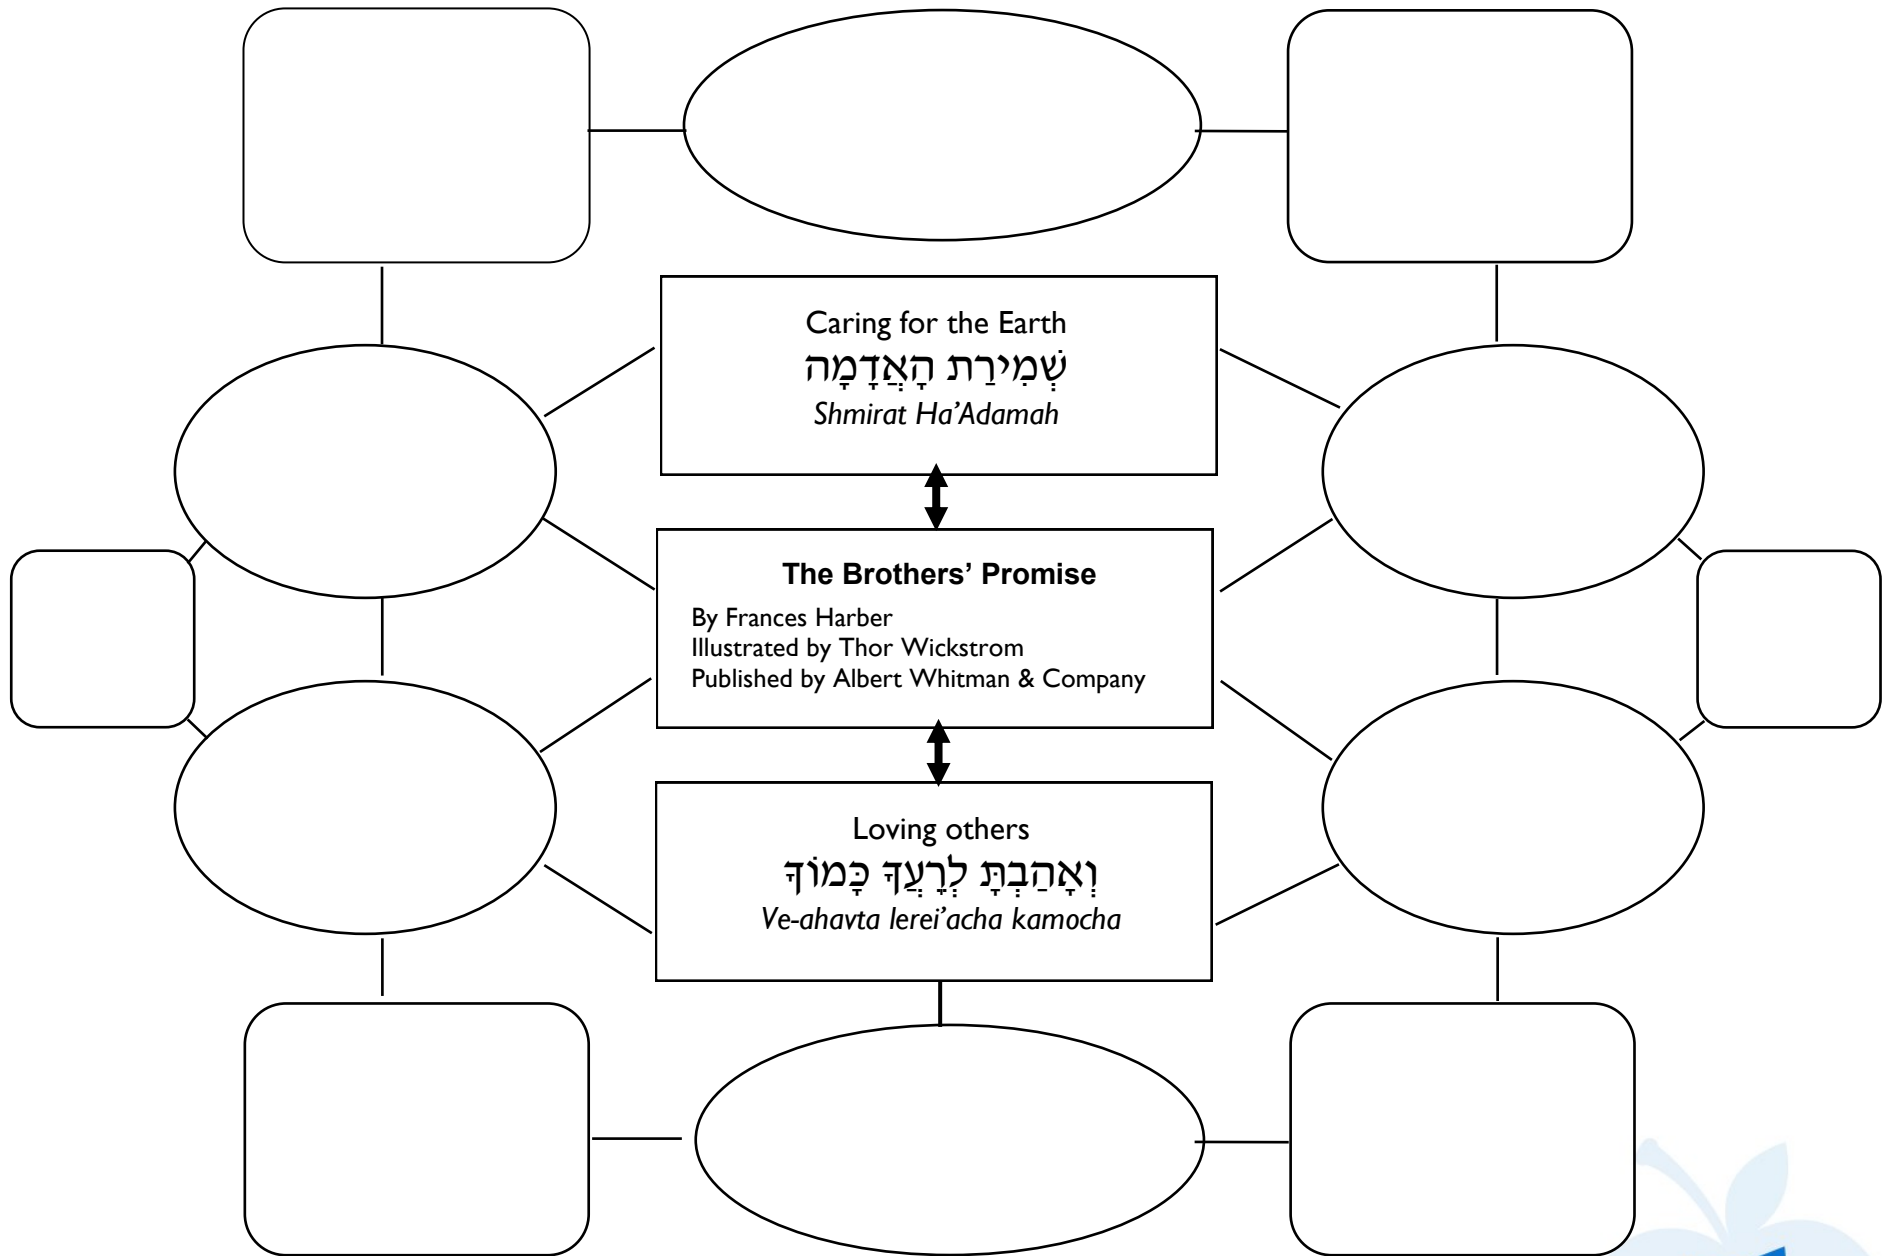 Caring for the Earth
שְׁמִירַת הָאֲדָמָה
Shmirat Ha’Adamah
The Brothers’ Promise
By Frances Harber
Illustrated by Thor Wickstrom
Published by Albert Whitman & Company
Loving others
וְאָהַבְתָּ לְרָעֲךָ כָּמוֹךָ
Ve-ahavta lerei’acha kamocha